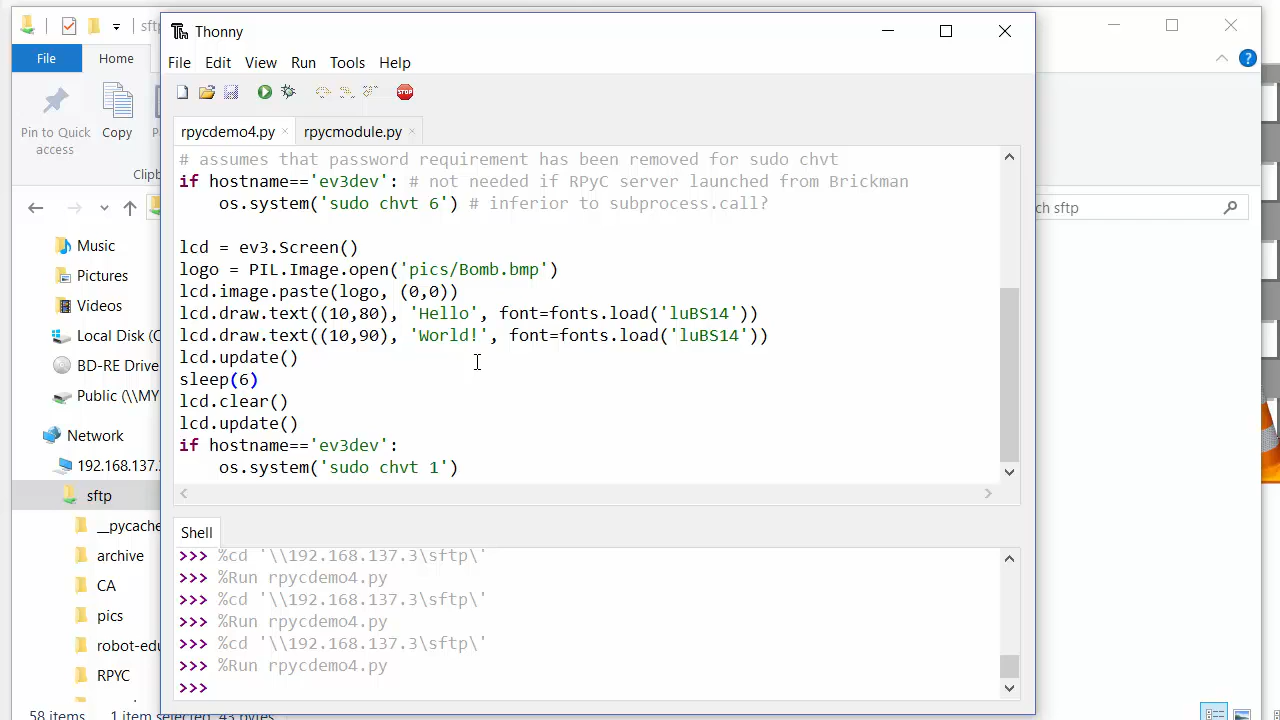 sftp
Thonny
File
Home
File Edit View Run Tools Help
Pin to Quick access
Copy
Clipb
STOP
rpycdemo4.py
rpycmodule.py
# assumes that password requirement has been removed for sudo chvt
if hostname=='ev3dev': # not needed if RPyC server launched from Brickman
os.system('sudo chvt 6') # inferior to subprocess.call?
lcd = ev3.Screen()
logo = PIL.Image.open('pics/Bomb.bmp')
lcd.image.paste(logo, (0,0))
lcd.draw.text((10,80), 'Hello', font=fonts.load('luBS14'))
lcd.draw.text((10,90), 'World!', font=fonts.load('luBS14'))
lcd.update()
sleep(6)
lcd.clear()
lcd.update()
if hostname=='ev3dev':
os.system('sudo chvt 1')
Shell
>>> %cd '\\192.168.137.3\sftp\'
>>> %Run rpycdemo4.py
>>> %cd '\\192.168.137.3\sftp\'
>>> %Run rpycdemo4.py
>>> %cd '\\192.168.137.3\sftp\'
>>> %Run rpycdemo4.py
>>>
Music
Pictures
Videos
Local Disk (C
BD-RE Drive
Public (\\MY
Network
192.168.137.
sftp
__pycache
archive
CA
pics
robot-edu
RPYC
58 items
1 item selected, 43 bytes
ch sftp